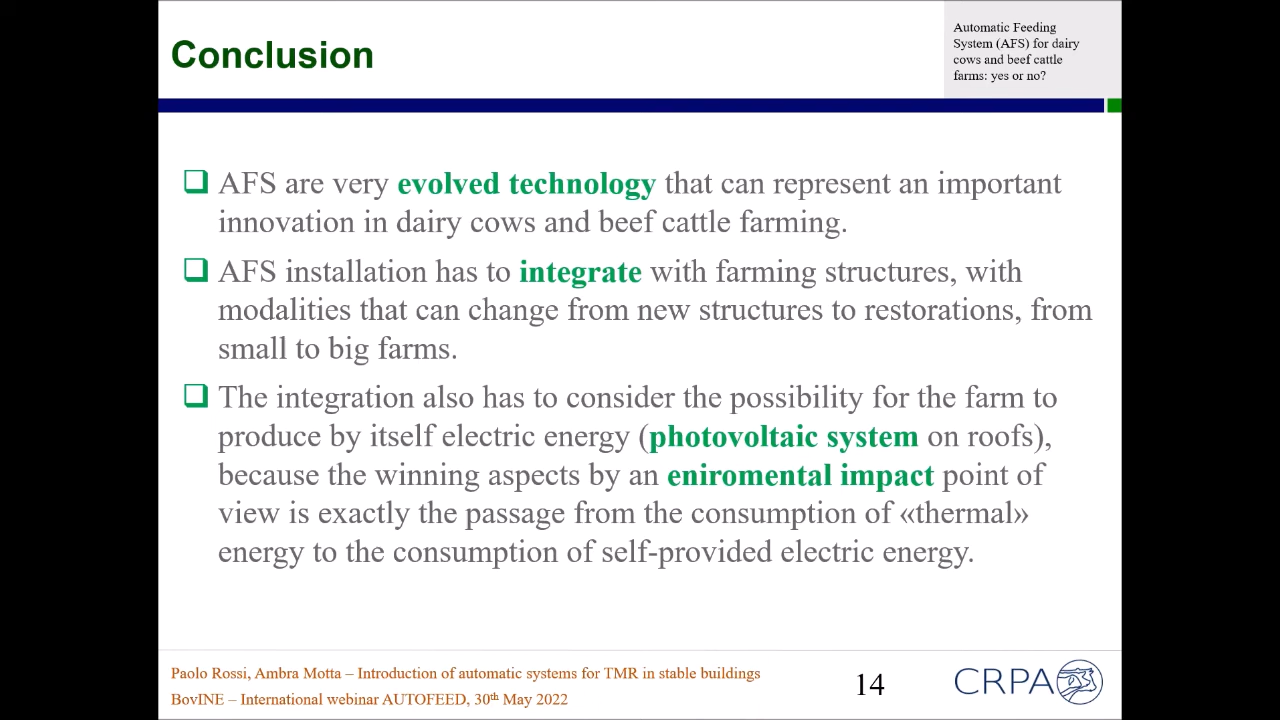 Conclusion
Automatic Feeding
System (AFS) for dairy
cows and beef cattle
farms: yes or no?
❑ AFS are very evolved technology that can represent an important
innovation in dairy cows and beef cattle farming.
❑ AFS installation has to integrate with farming structures, with
modalities that can change from new structures to restorations, from
small to big farms.
❑ The integration also has to consider the possibility for the farm to
produce by itself electric energy (photovoltaic system on roofs),
because the winning aspects by an eniromental impact point of
view is exactly the passage from the consumption of «thermal»
energy to the consumption of self-provided electric energy.
Paolo Rossi, Ambra Motta – Introduction of automatic systems for TMR in stable buildings
BovINE – International webinar AUTOFEED, 30th May 2022
14
CRPA